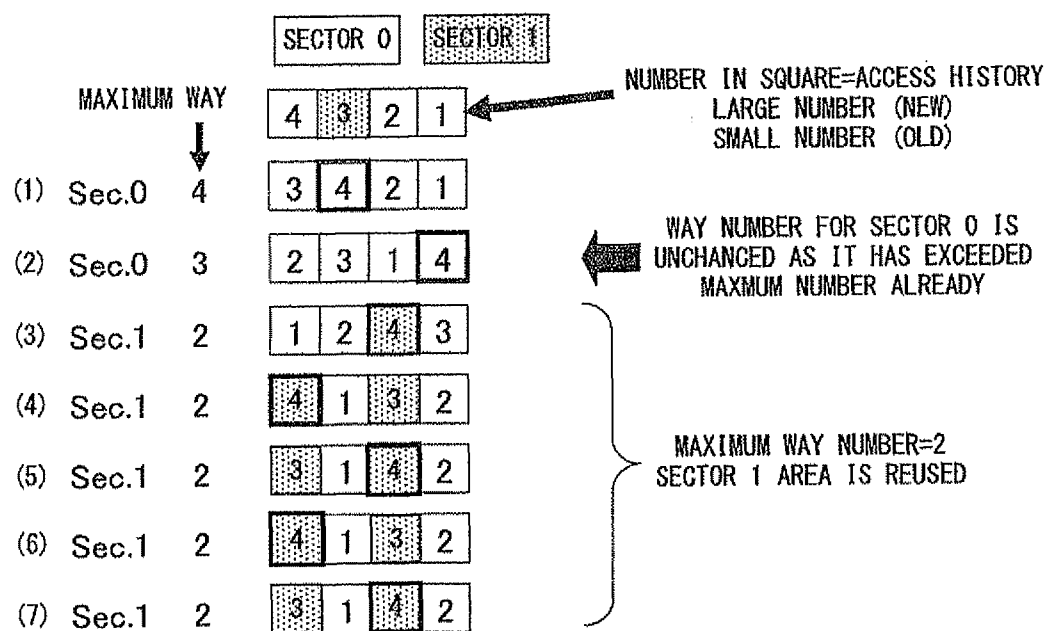 SECTOR 0 SECTOR 1
NUMBER IN SQUARE=ACCESS HISTORY
LARGE NUMBER (NEW)
SMALL NUMBER (OLD)
MAXIMUM WAY
4 3 2 1
(1) Sec.0 4 3 4 2 1
(2) Sec.0 3 2 3 1 4
WAY NUMBER FOR SECTOR 0 IS
UNCHANCED AS IT HAS EXCEEDED
MAXMUM NUMBER ALREADY
(3) Sec.1 2 1 2 4 3
(4) Sec.1 2 4 1 3 2
(5) Sec.1 2 3 1 4 2
(6) Sec.1 2 4 1 3 2
(7) Sec.1 2 3 1 4 2
MAXIMUM WAY NUMBER=2
SECTOR 1 AREA IS REUSED